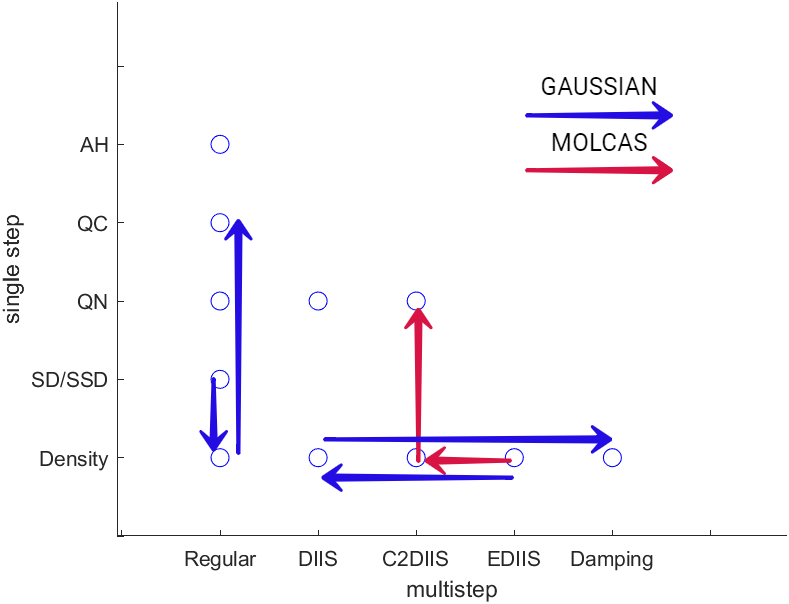 GAUSSIAN
MOLCAS
AH
QC
QN
SD/SSD
Density
single step
Regular DIIS C2DIIS EDIIS Damping
multistep